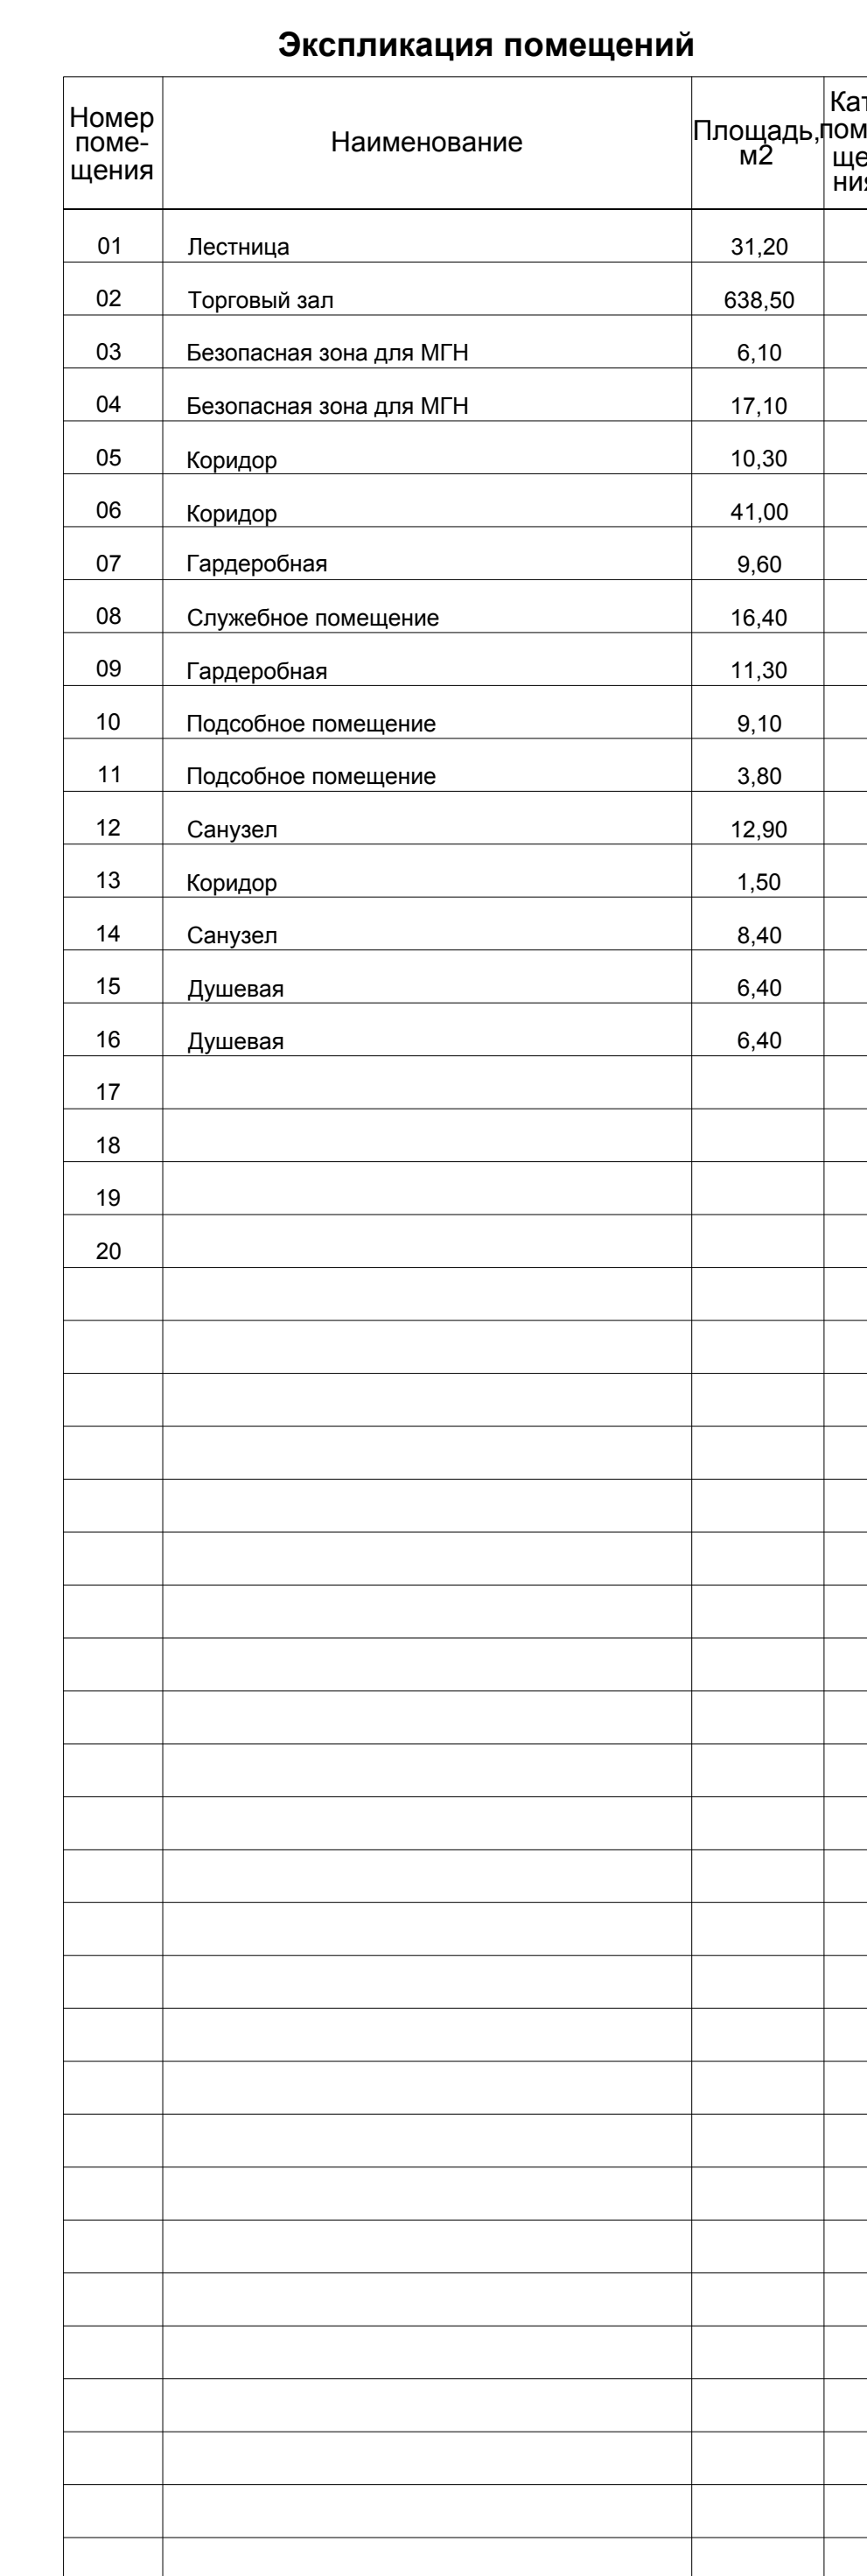 Экспликация помещений
Номер поме-щения Наименование Площадь, м2
01 Лестница 31,20
02 Торговый зал 638,50
03 Безопасная зона для МГН 6,10
04 Безопасная зона для МГН 17,10
05 Коридор 10,30
06 Коридор 41,00
07 Гардеробная 9,60
08 Служебное помещение 16,40
09 Гардеробная 11,30
10 Подсобное помещение 9,10
11 Подсобное помещение 3,80
12 Санузел 12,90
13 Коридор 1,50
14 Санузел 8,40
15 Душевая 6,40
16 Душевая 6,40
17
18
19
20